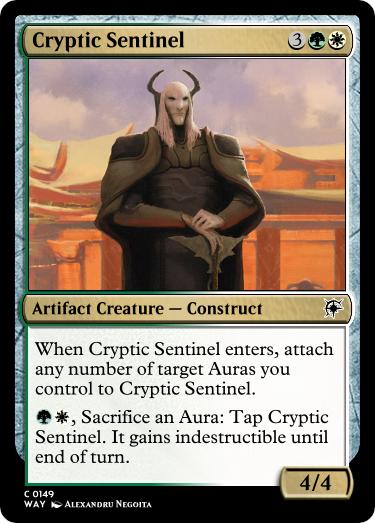 Cryptic Sentinel 3
Artifact Creature — Construct
When Cryptic Sentinel enters, attach
any number of target Auras you
control to Cryptic Sentinel.
, Sacrifice an Aura: Tap Cryptic
Sentinel. It gains indestructible until
end of turn.
4/4
C 0149
WAY Alexandru Negoita